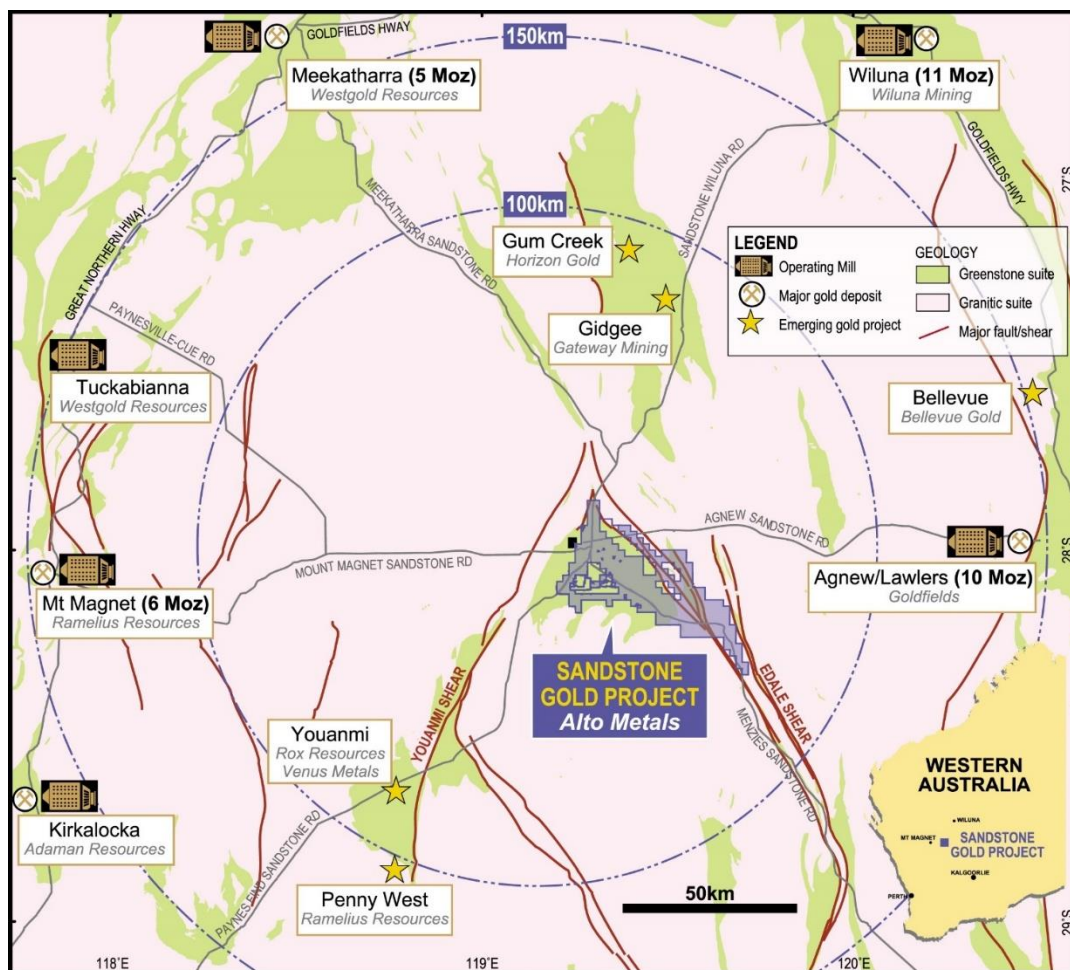 GOLDFIELDS HWY
150km
Meekatharra (5 Moz)
Westgold Resources
Wiluna (11 Moz)
Wiluna Mining
GOLDFIELDS HWY
27°S
MEEKATHARRA SANDSTONE RD
SANDSTONE WILUNA RD
GREAT NORTHERN HWAY
100km
Gum Creek
Horizon Gold
Gidgee
Gateway Mining
LEGEND
Operating Mill
Major gold deposit
Emerging gold project
GEOLOGY
Greenstone suite
Granitic suite
Major fault/shear
PAYNESVILLE-CUE RD
Tuckabianna
Westgold Resources
Bellevue
Bellevue Gold
MOUNT MAGNET SANDSTONE RD
AGNEW SANDSTONE RD
28°S
Mt Magnet (6 Moz)
Ramelius Resources
Agnew/Lawlers (10 Moz)
Goldfields
SANDSTONE
GOLD PROJECT
Alto Metals
YOUANMI SHEAR
EDALE SHEAR
MENZIES SANDSTONE RD
Youanmi
Rox Resources
Venus Metals
Kirkalocka
Adaman Resources
PAYNES FIND SANDSTONE RD
Penny West
Ramelius Resources
50km
WESTERN
AUSTRALIA
WILUNA
MT MAGNET
SANDSTONE
GOLD PROJECT
KALGOORLIE
PERTH
29°S
118°E
119°E
120°E